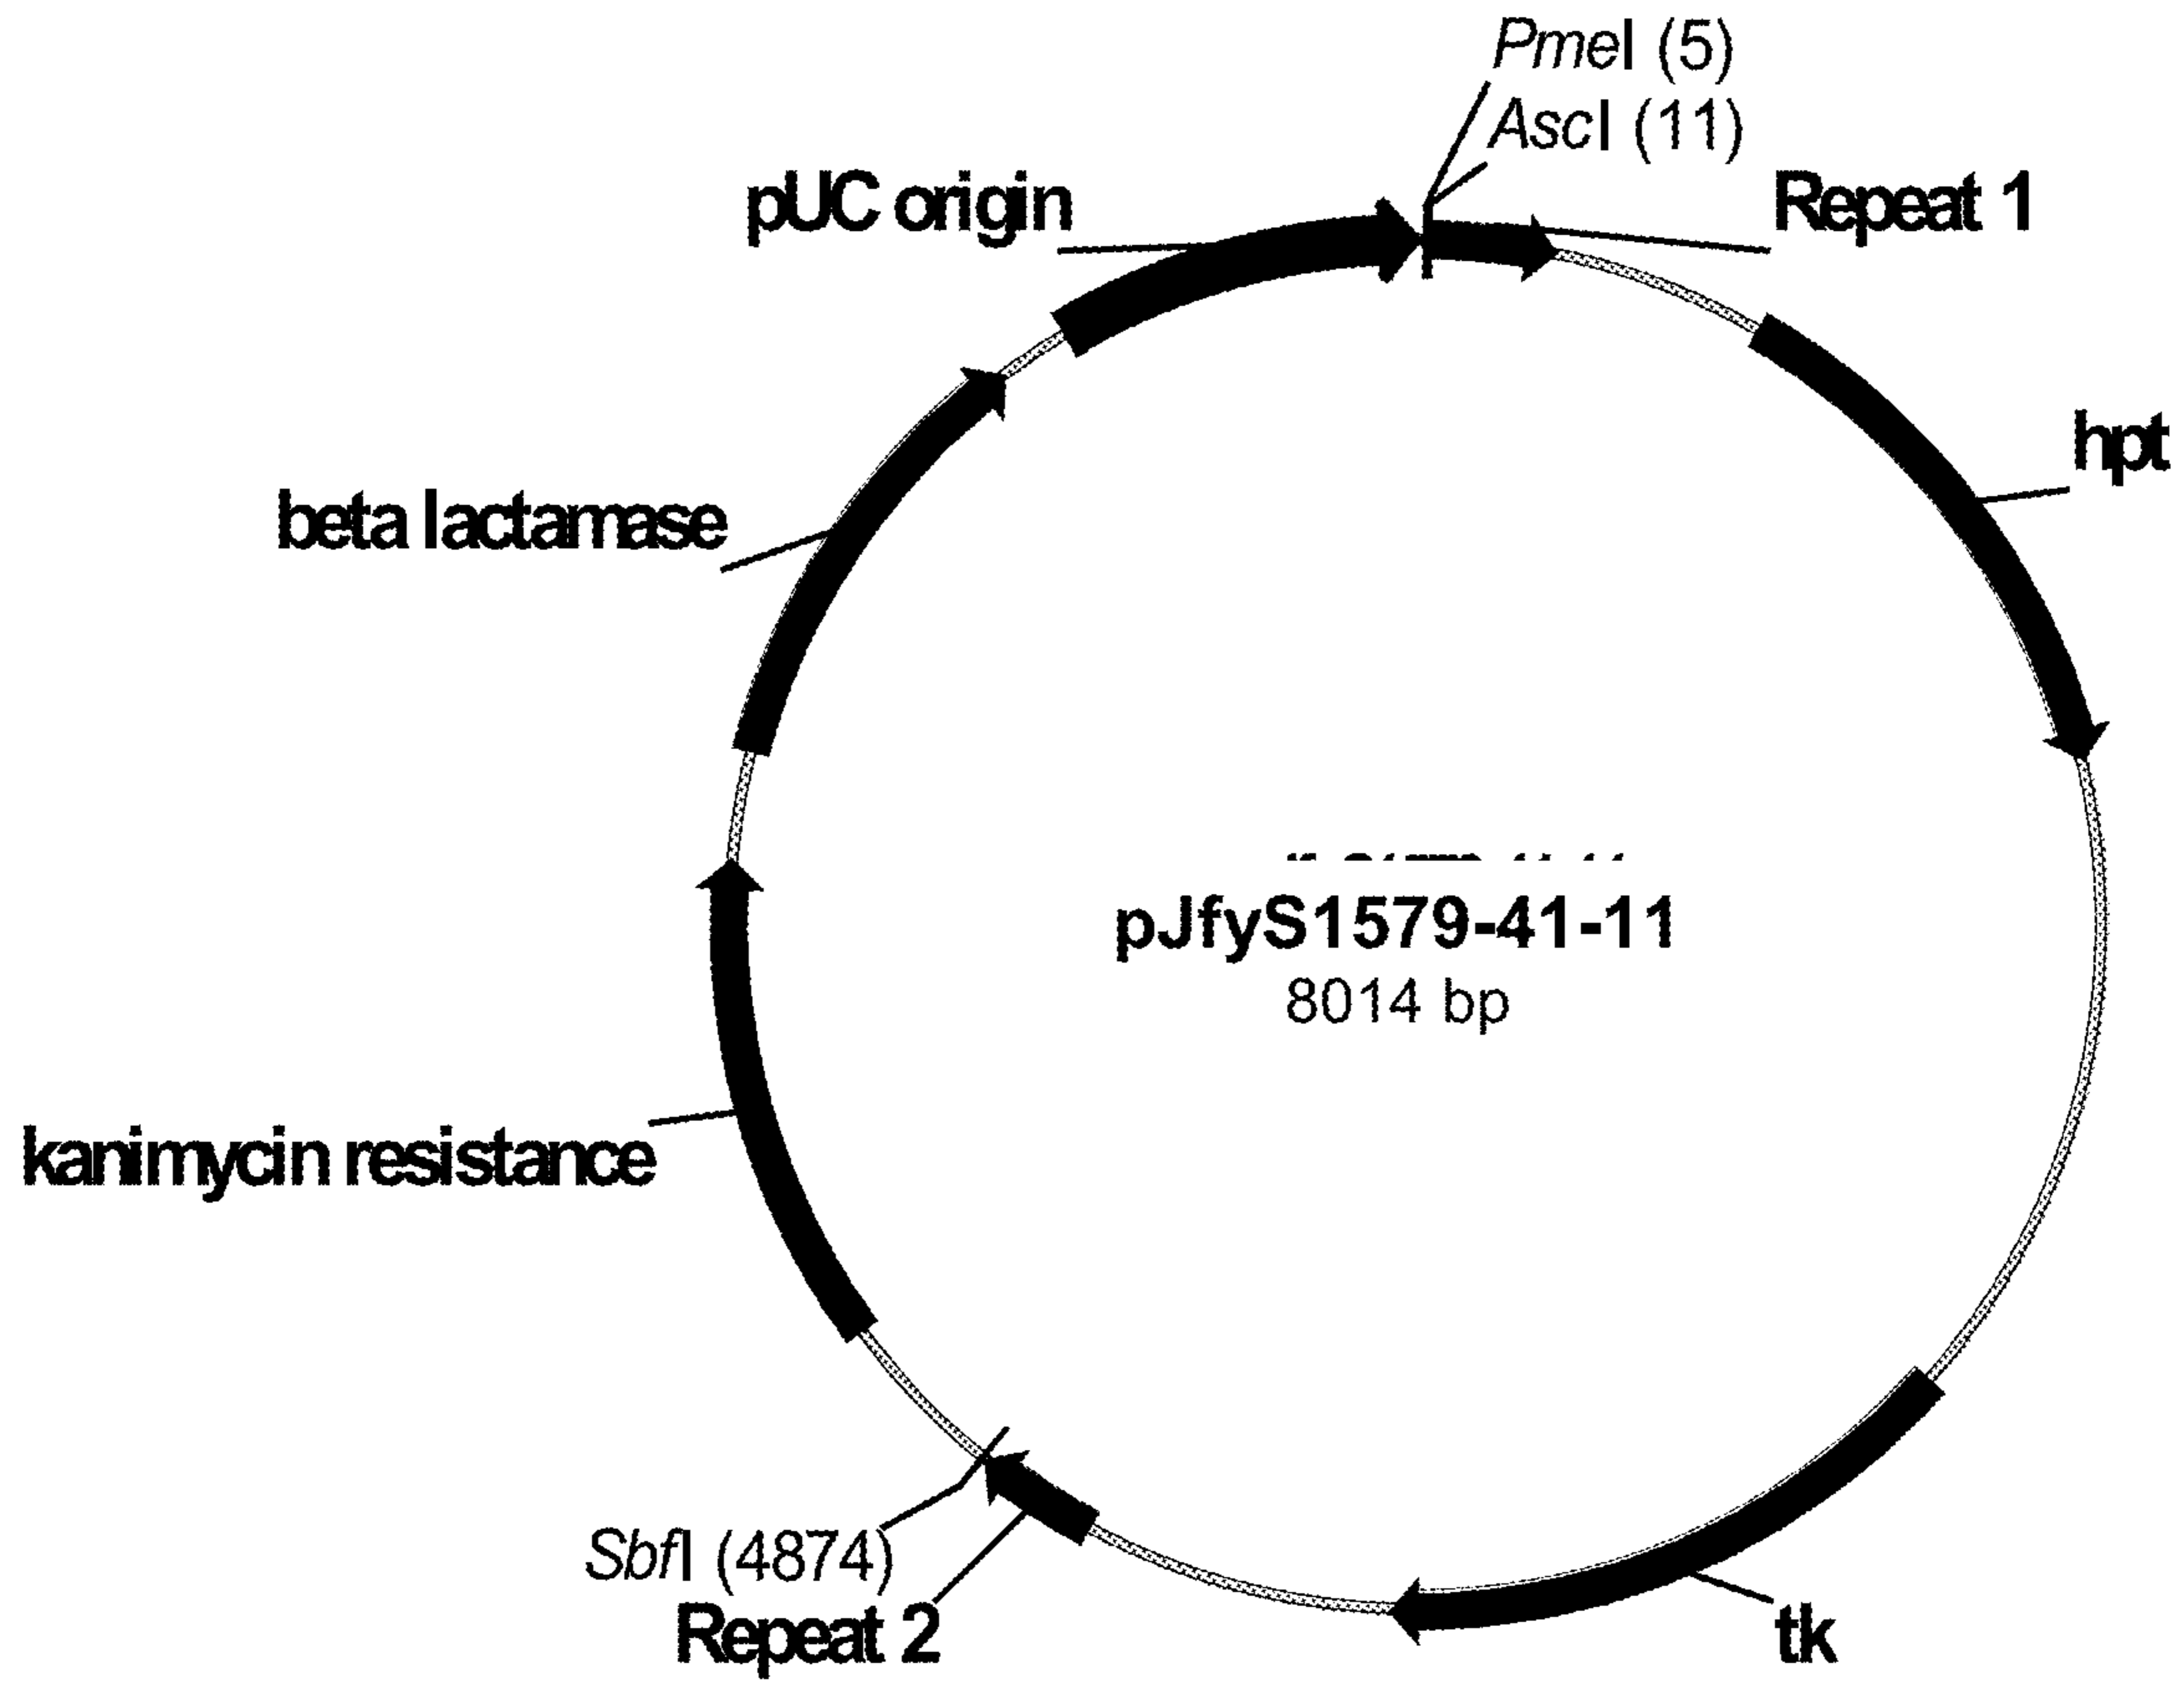 PmeI (5)
AscI (11)
pUC origin
Repeat 1
hpt
beta lactamase
pJfyS1579-41-11
8014 bp
kanimycin resistance
SbfI (4874)
Repeat 2
tk